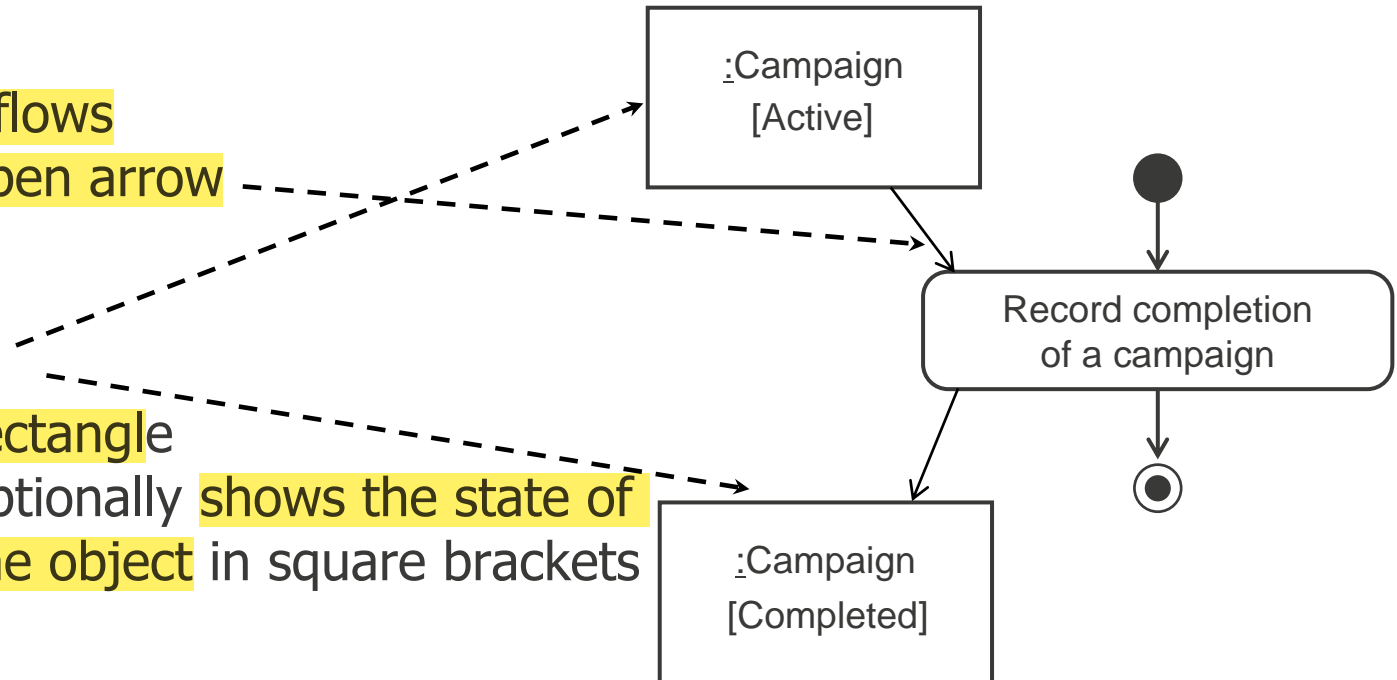 flows
pen arrow
ectangle
ptionally shows the state of
e object in square brackets
:Campaign
[Active]
Record completion
of a campaign
:Campaign
[Completed]